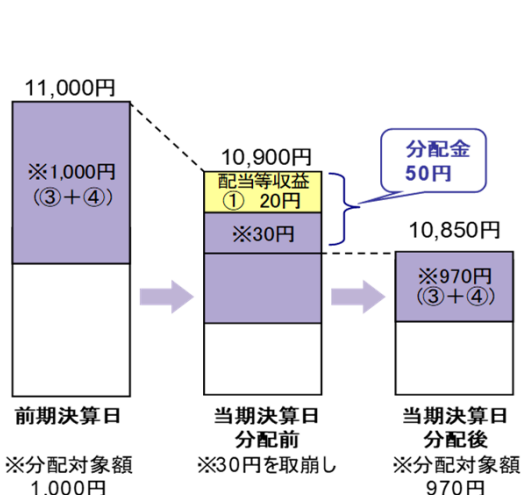 11,000円
※1,000円
(③+④)
10,900円
配当等収益
① 20円
※30円
分配金
50円
10,850円
※970円
(③+④)
前期決算日
当期決算日
分配前
当期決算日
分配後
※分配対象額
1,000円
※30円を取崩し
※分配対象額
970円